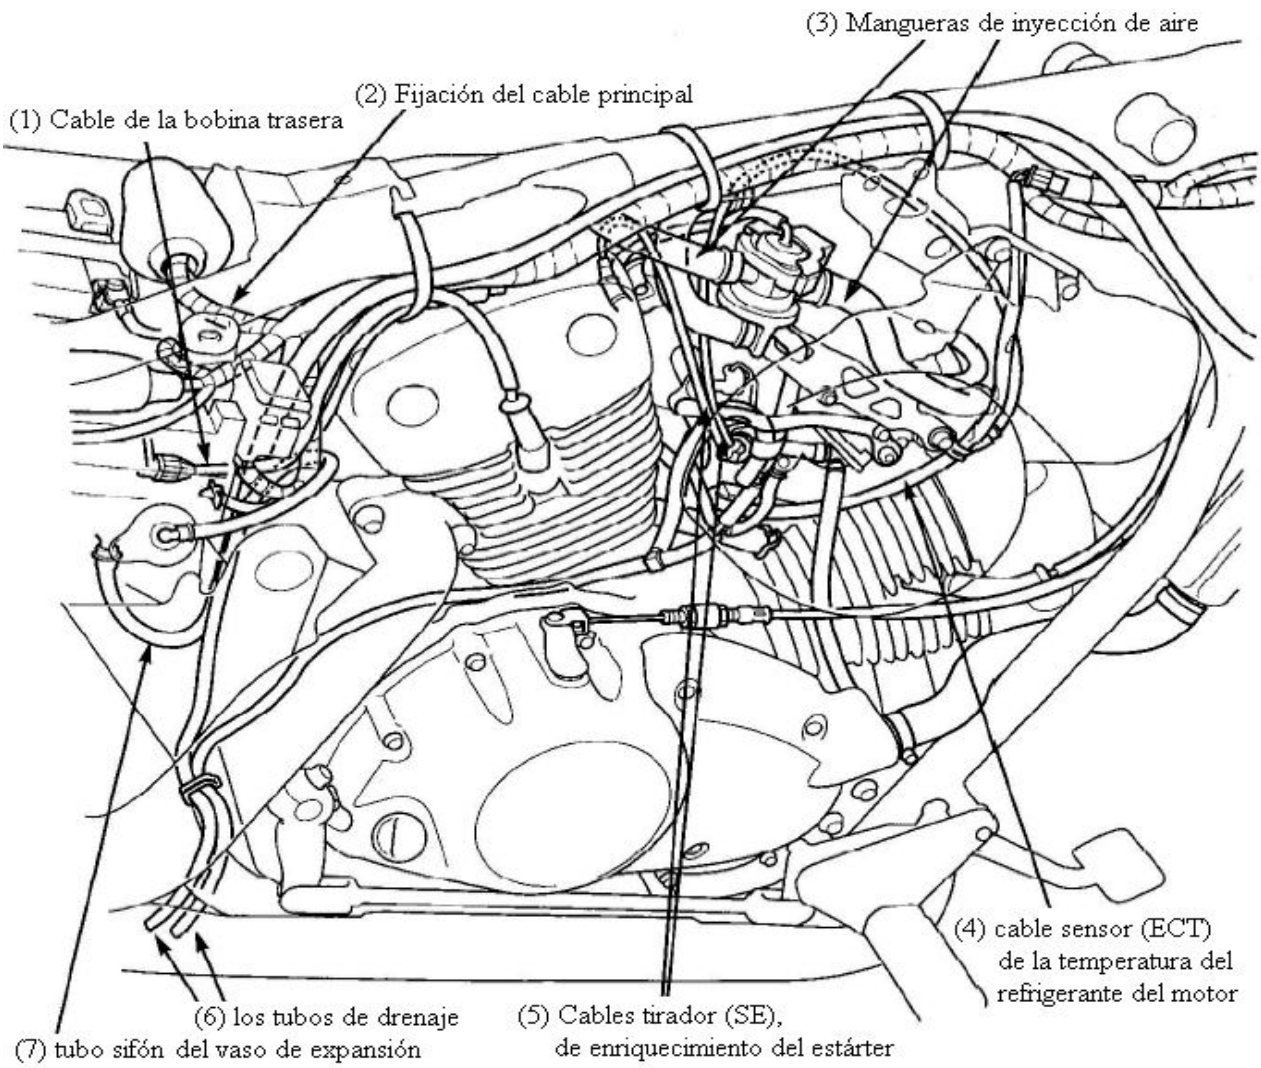 (3) Mangueras de inyección de aire
(2) Fijación del cable principal
(1) Cable de la bobina trasera
(4) cable sensor (ECT)
de la temperatura del
refrigerante del motor
(6) los tubos de drenaje
(5) Cables tirador (SE),
de enriquecimiento del estárter
(7) tubo sifón del vaso de expansión